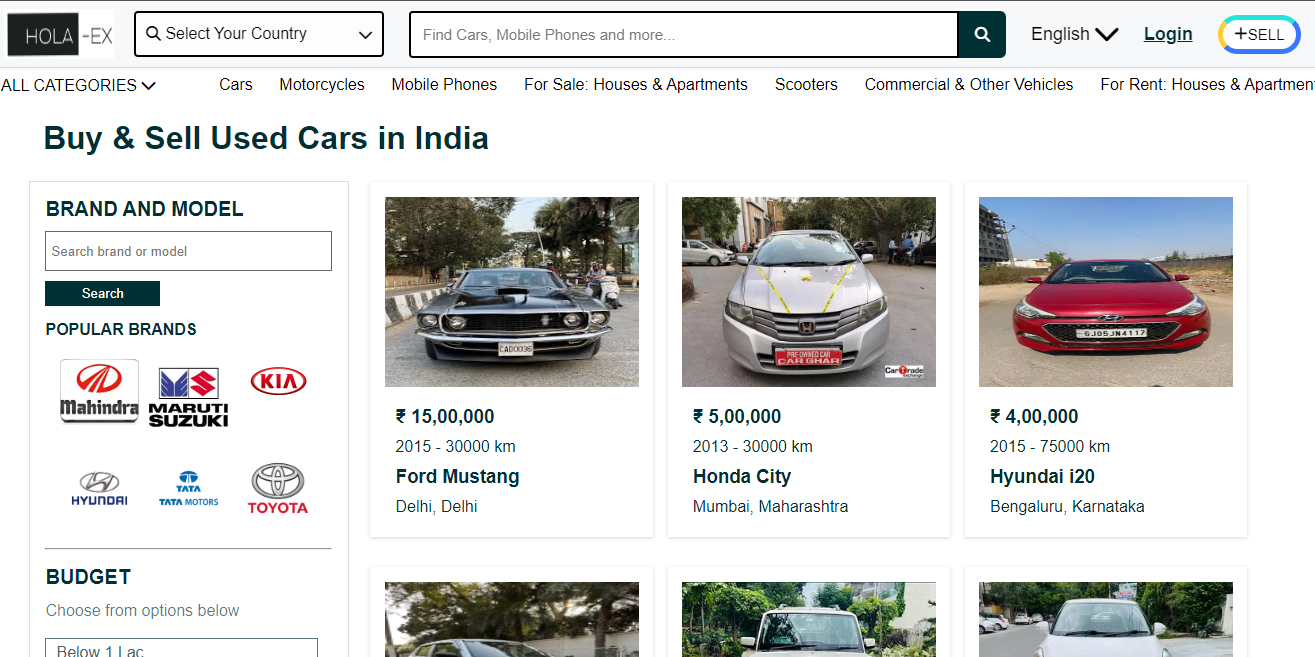 HOLA -EX
Select Your Country
Find Cars, Mobile Phones and more...
English
Login
+SELL
ALL CATEGORIES
Cars
Motorcycles
Mobile Phones
For Sale: Houses & Apartments
Scooters
Commercial & Other Vehicles
For Rent: Houses & Apartmen
Buy & Sell Used Cars in India
BRAND AND MODEL
Search brand or model
Search
POPULAR BRANDS
Mahindra
MARUTI
SUZUKI
KIA
HYUNDAI
TATA
TATA MOTORS
TOYOTA
BUDGET
Choose from options below
Below 1 Lac
CAD0036
₹ 15,00,000
2015 - 30000 km
Ford Mustang
Delhi, Delhi
PRE OWNED CAR
CAR GHAR
CarTrade
Exchange
₹ 5,00,000
2013 - 30000 km
Honda City
Mumbai, Maharashtra
GJ05JN4117
₹ 4,00,000
2015 - 75000 km
Hyundai i20
Bengaluru, Karnataka